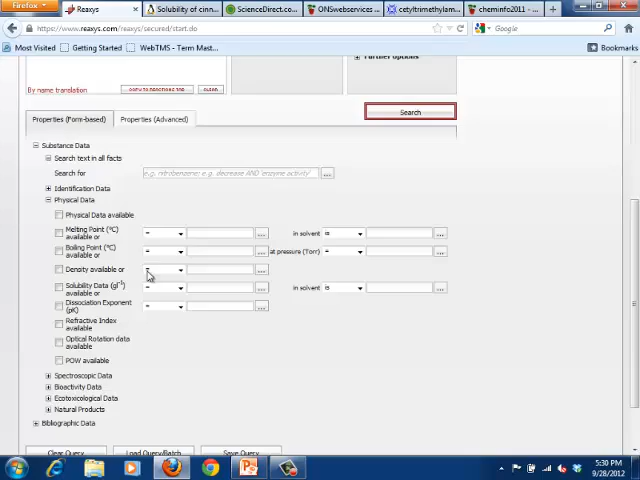 Firefox
Reaxys
Solubility of cinn...
ScienceDirect.com...
ONSwebservices ...
cetyltrimethylam...
cheminfo2011 - ...
https://www.reaxys.com/reaxys/secured/start.do
Google
Most Visited
Getting Started
WebTMS - Term Mast...
Bookmarks
Further options
By name translation
Search
Properties (Form-based)
Properties (Advanced)
Substance Data
Search text in all facts
Search for
e.g. nitrobenzene; e.g. decrease AND 'enzyme activity'
...
Identification Data
Physical Data
Physical Data available
Melting Point (°C) available or
=
...
in solvent
is
...
Boiling Point (°C) available or
=
...
at pressure (Torr)
=
...
Density available or
=
...
Solubility Data (gl-1) available or
=
...
in solvent
is
...
Dissociation Exponent (pK)
=
...
Refractive Index available
Optical Rotation data available
POW available
Spectroscopic Data
Bioactivity Data
Ecotoxicological Data
Natural Products
Bibliographic Data
Clear Query
Load Query/Batch
Save Query
5:30 PM
9/28/2012